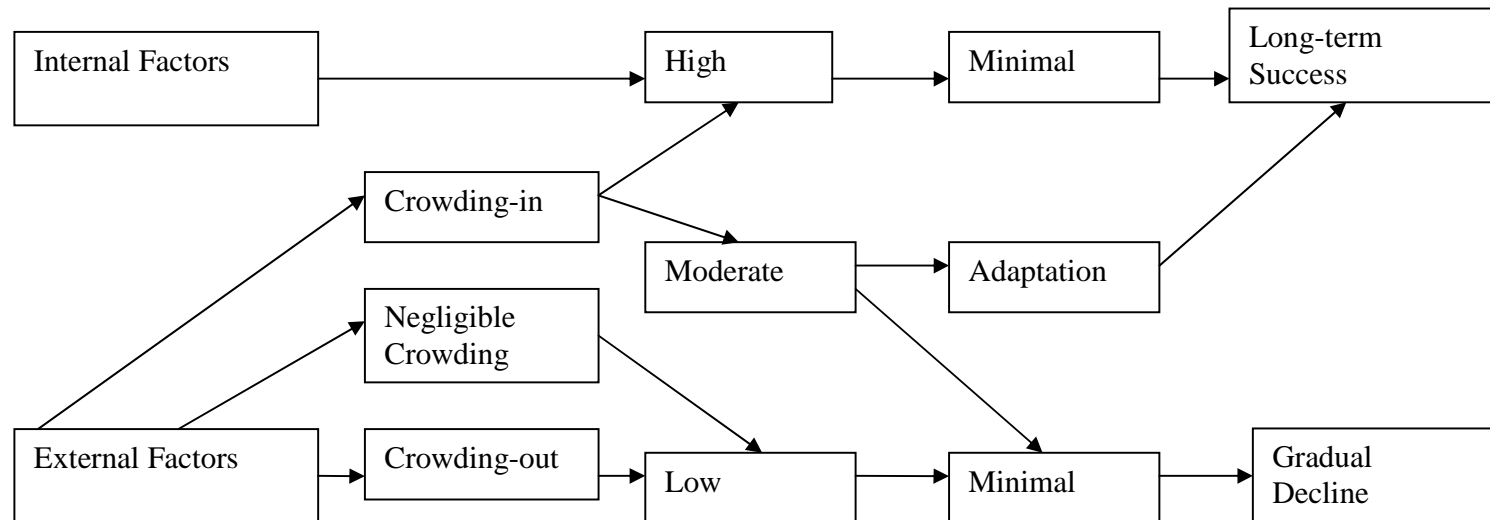 Internal Factors
High
Minimal
Long-term
Success
Crowding-in
Moderate
Adaptation
Negligible
Crowding
External Factors
Crowding-out
Low
Minimal
Gradual
Decline